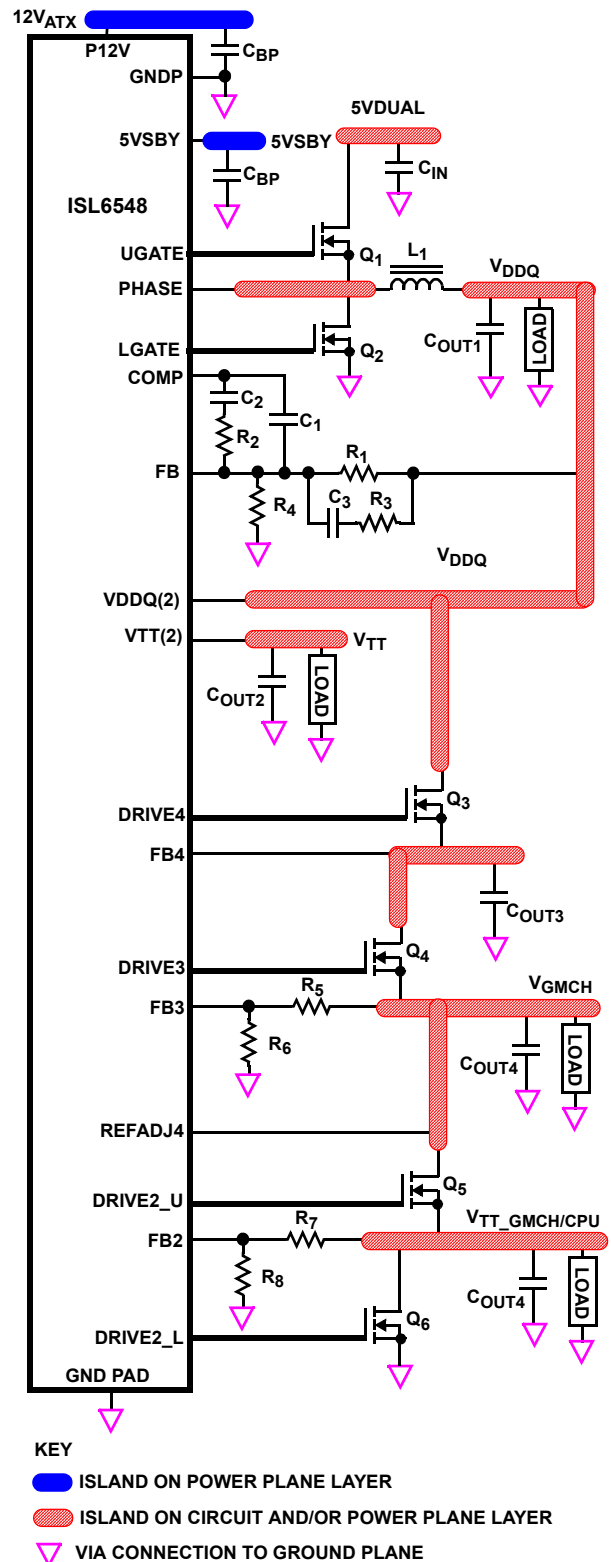 12VATX
P12V
CBP
GNDP
5VDUAL
5VSBY
5VSBY
CIN
CBP
ISL6548
UGATE
Q1
L1
VDDQ
PHASE
COUT1
LOAD
LGATE
Q2
COMP
C2
C1
R2
R1
FB
R4
C3
R3
VDDQ
VDDQ(2)
VTT(2)
VTT
COUT2
LOAD
Q3
DRIVE4
FB4
COUT3
Q4
DRIVE3
R5
VGMCH
FB3
R6
COUT4
LOAD
REFADJ4
Q5
DRIVE2_U
R7
VTT_GMCH/CPU
FB2
R8
COUT4
LOAD
Q6
DRIVE2_L
GND PAD
KEY
ISLAND ON POWER PLANE LAYER
ISLAND ON CIRCUIT AND/OR POWER PLANE LAYER
VIA CONNECTION TO GROUND PLANE